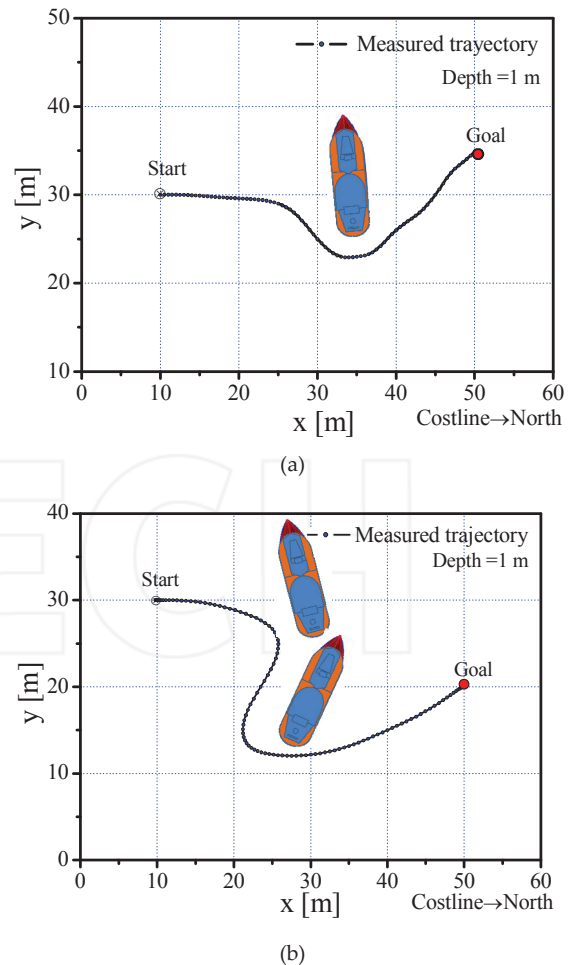 50
Measured trayectory
Depth =1 m
40
Goal
Start
y [m]
30
20
10
0 10 20 30 40 50 60
x [m]
Costline→North
(a)
40
Measured trajectory
Depth =1 m
Start
30
y [m]
Goal
20
10
0
0 10 20 30 40 50 60
x [m]
Costline→North
(b)
ECH